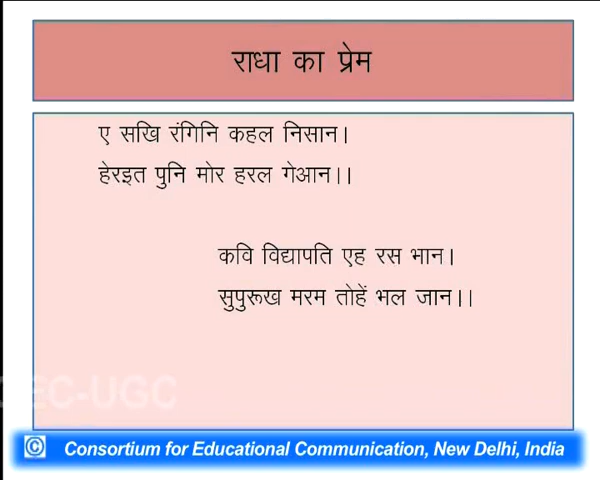 राधा का प्रेम
ए सखि रंगिनि कहल निसान।
हेरइत पुनि मोर हरल गेआन।।
कवि विद्यापति एह रस भान।
सुपुरूख मरम तोहें भल जान।।
CEC-UGC
© Consortium for Educational Communication, New Delhi, India